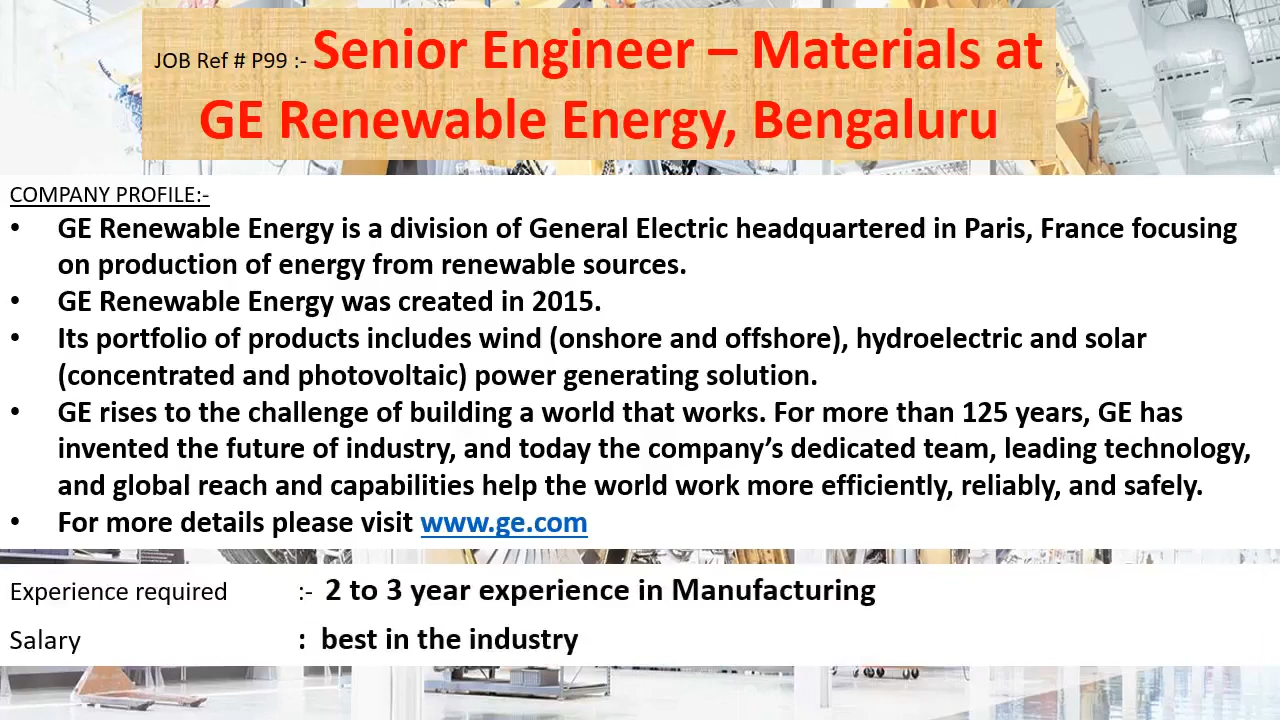 JOB Ref # P99 :- Senior Engineer – Materials at
GE Renewable Energy, Bengaluru
COMPANY PROFILE:-
• GE Renewable Energy is a division of General Electric headquartered in Paris, France focusing
on production of energy from renewable sources.
• GE Renewable Energy was created in 2015.
• Its portfolio of products includes wind (onshore and offshore), hydroelectric and solar
(concentrated and photovoltaic) power generating solution.
• GE rises to the challenge of building a world that works. For more than 125 years, GE has
invented the future of industry, and today the company’s dedicated team, leading technology,
and global reach and capabilities help the world work more efficiently, reliably, and safely.
• For more details please visit www.ge.com
Experience required :- 2 to 3 year experience in Manufacturing
Salary : best in the industry